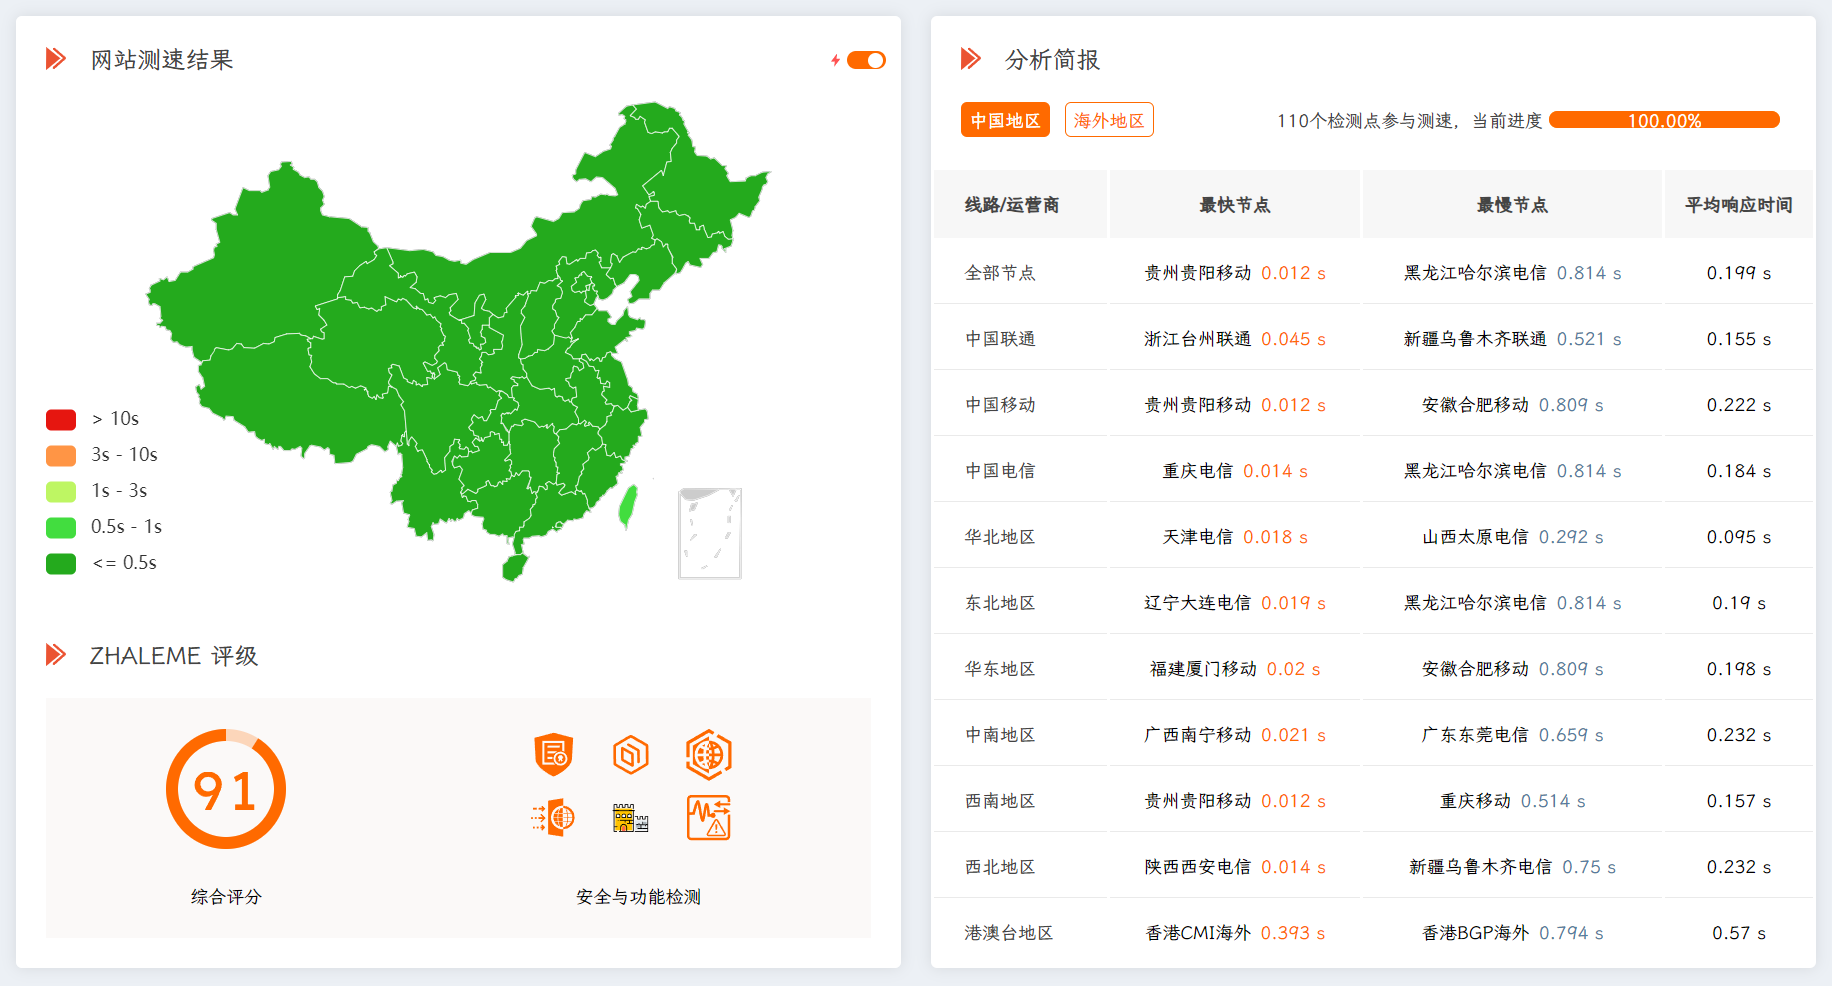 网站测速结果
> 10s
3s - 10s
1s - 3s
0.5s - 1s
<= 0.5s
ZHALEME 评级
91
综合评分
安全与功能检测
分析简报
中国地区 海外地区 110个检测点参与测速，当前进度 100.00%
线路/运营商 最快节点 最慢节点 平均响应时间
全部节点 贵州贵阳移动 0.012 s 黑龙江哈尔滨电信 0.814 s 0.199 s
中国联通 浙江台州联通 0.045 s 新疆乌鲁木齐联通 0.521 s 0.155 s
中国移动 贵州贵阳移动 0.012 s 安徽合肥移动 0.809 s 0.222 s
中国电信 重庆电信 0.014 s 黑龙江哈尔滨电信 0.814 s 0.184 s
华北地区 天津电信 0.018 s 山西太原电信 0.292 s 0.095 s
东北地区 辽宁大连电信 0.019 s 黑龙江哈尔滨电信 0.814 s 0.19 s
华东地区 福建厦门移动 0.02 s 安徽合肥移动 0.809 s 0.198 s
中南地区 广西南宁移动 0.021 s 广东东莞电信 0.659 s 0.232 s
西南地区 贵州贵阳移动 0.012 s 重庆移动 0.514 s 0.157 s
西北地区 陕西西安电信 0.014 s 新疆乌鲁木齐电信 0.75 s 0.232 s
港澳台地区 香港CMI海外 0.393 s 香港BGP海外 0.794 s 0.57 s